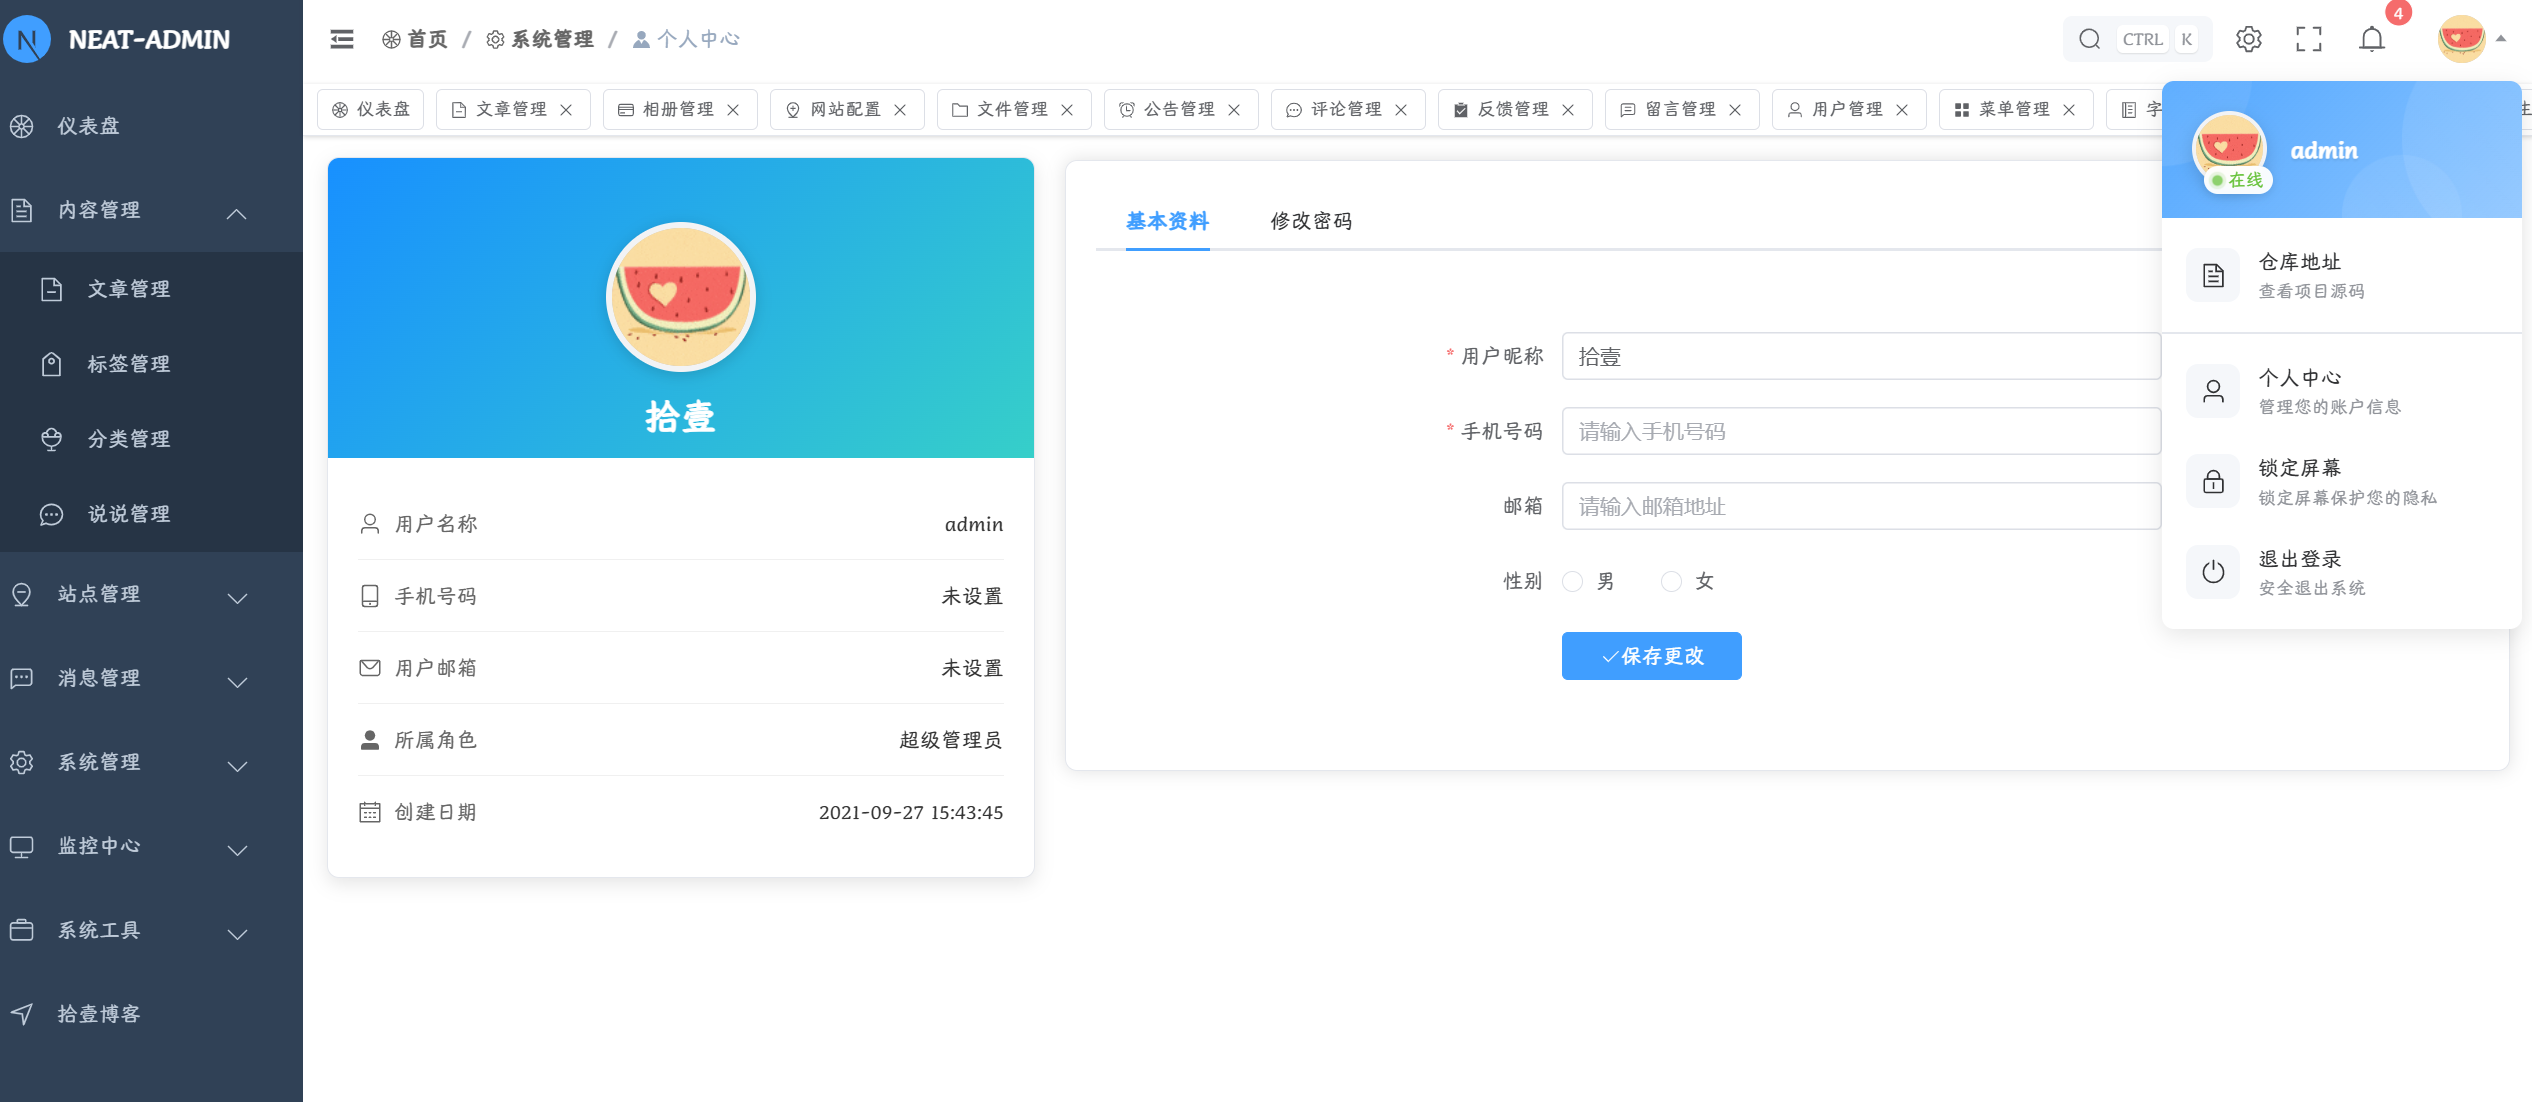 NEAT-ADMIN
仪表盘
内容管理
文章管理
标签管理
分类管理
说说管理
站点管理
消息管理
系统管理
监控中心
系统工具
拾壹博客
首页 / 系统管理 / 个人中心
CTRL K
4
仪表盘 文章管理 相册管理 网站配置 文件管理 公告管理 评论管理 反馈管理 留言管理 用户管理 菜单管理 字
拾壹
用户名称 admin
手机号码 未设置
用户邮箱 未设置
所属角色 超级管理员
创建日期 2021-09-27 15:43:45
基本资料 修改密码
* 用户昵称 拾壹
* 手机号码 请输入手机号码
邮箱 请输入邮箱地址
性别 男 女
保存更改
admin
在线
仓库地址
查看项目源码
个人中心
管理您的账户信息
锁定屏幕
锁定屏幕保护您的隐私
退出登录
安全退出系统